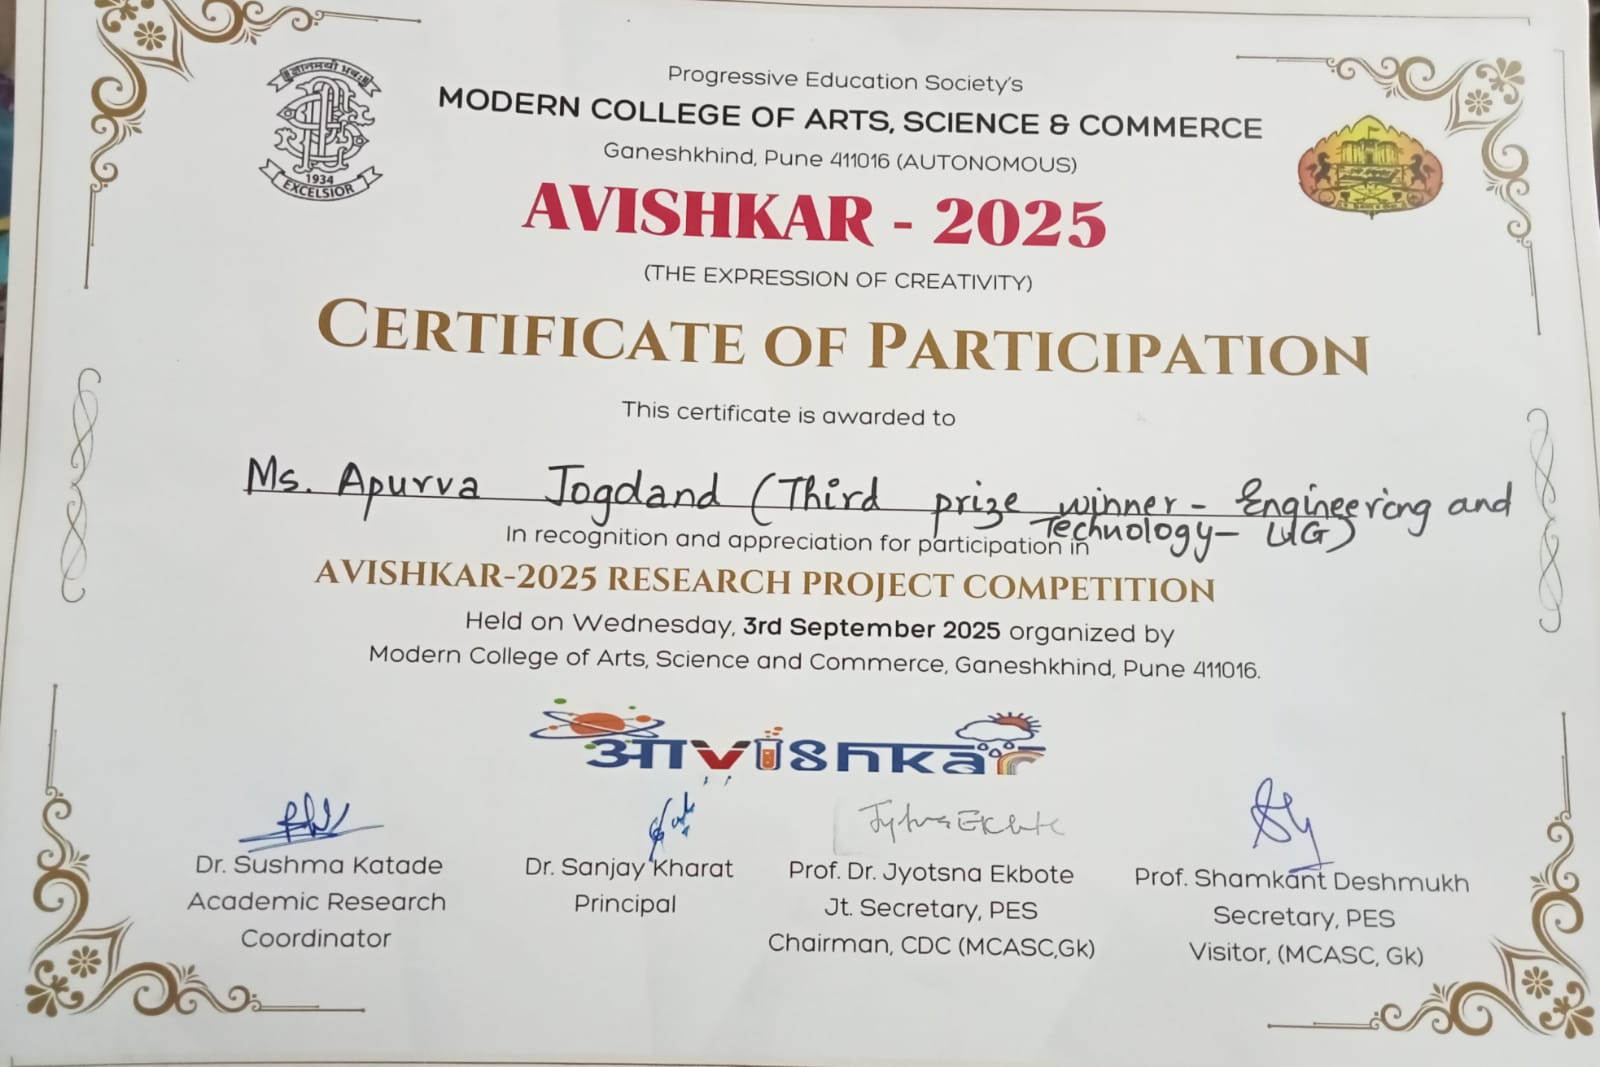 ज्ञानमयो भवः
1934
EXCELSIOR
Progressive Education Society's
MODERN COLLEGE OF ARTS, SCIENCE & COMMERCE
Ganeshkhind, Pune 411016 (AUTONOMOUS)
AVISHKAR - 2025
(THE EXPRESSION OF CREATIVITY)
CERTIFICATE OF PARTICIPATION
This certificate is awarded to
Ms. Apurva Jogdand (Third prize winner - Engineering and
Technology- UG)
In recognition and appreciation for participation in
AVISHKAR-2025 RESEARCH PROJECT COMPETITION
Held on Wednesday, 3rd September 2025 organized by
Modern College of Arts, Science and Commerce, Ganeshkhind, Pune 411016.
आvishkar
Jyotsna Ekbote
Dr. Sushma Katade
Academic Research
Coordinator
Dr. Sanjay Kharat
Principal
Prof. Dr. Jyotsna Ekbote
Jt. Secretary, PES
Chairman, CDC (MCASC,Gk)
Prof. Shamkant Deshmukh
Secretary, PES
Visitor, (MCASC, Gk)